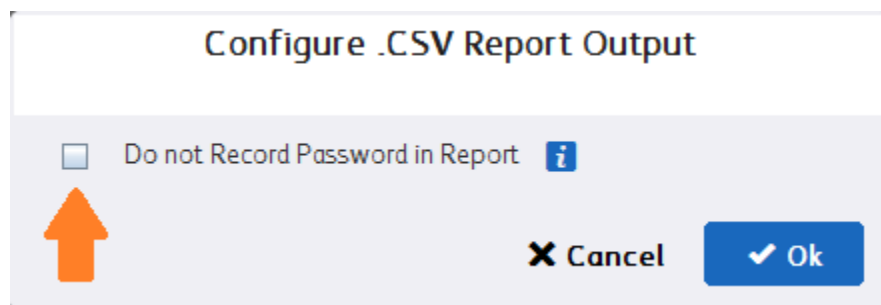 Configure .CSV Report Output
Do not Record Password in Report i
Cancel Ok